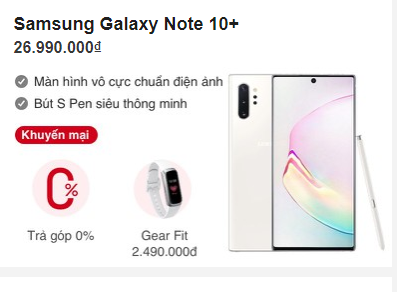 Samsung Galaxy Note 10+
26.990.000₫
Màn hình vô cực chuẩn điện ảnh
Bút S Pen siêu thông minh
Khuyến mại
0%
Trả góp 0%
Gear Fit
2.490.000đ